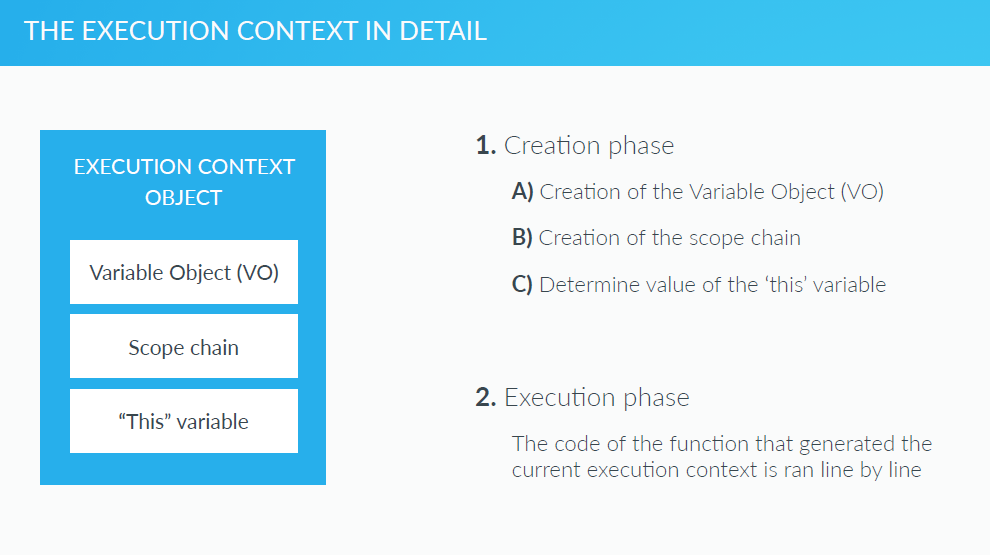 THE EXECUTION CONTEXT IN DETAIL
EXECUTION CONTEXT
OBJECT
Variable Object (VO)
Scope chain
“This” variable
1. Creation phase
A) Creation of the Variable Object (VO)
B) Creation of the scope chain
C) Determine value of the ‘this’ variable
2. Execution phase
The code of the function that generated the
current execution context is ran line by line